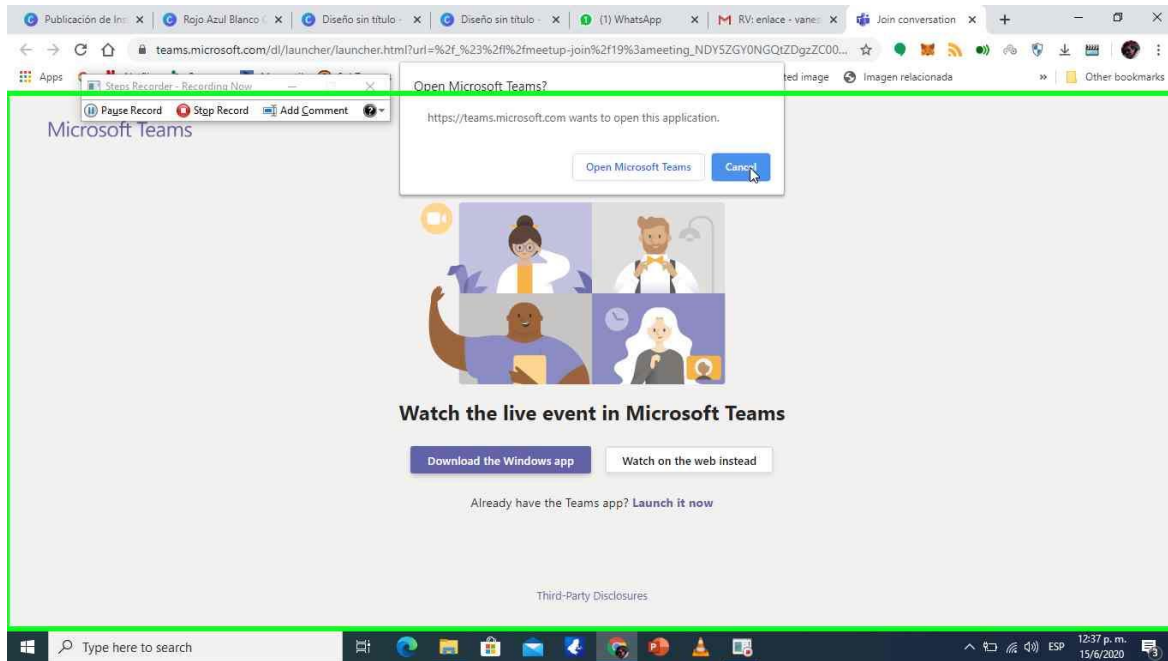 Publicación de In
Rojo Azul Blanco
Diseño sin título -
Diseño sin título -
(1) WhatsApp
RV: enlace - vane
Join conversation
teams.microsoft.com/dl/launcher/launcher.html?url=%2f_%23%2fl%2fmeetup-join%2f19%3ameeting_NDY5ZGY0NGQtZDgzZC00...
Apps
ted image
Imagen relacionada
»
Other bookmarks
Steps Recorder - Recording Now
Pause Record
Stop Record
Add Comment
Open Microsoft Teams?
https://teams.microsoft.com wants to open this application.
Open Microsoft Teams
Cancel
Microsoft Teams
Watch the live event in Microsoft Teams
Download the Windows app
Watch on the web instead
Already have the Teams app? Launch it now
Third-Party Disclosures
Type here to search
ESP
12:37 p. m.
15/6/2020
3